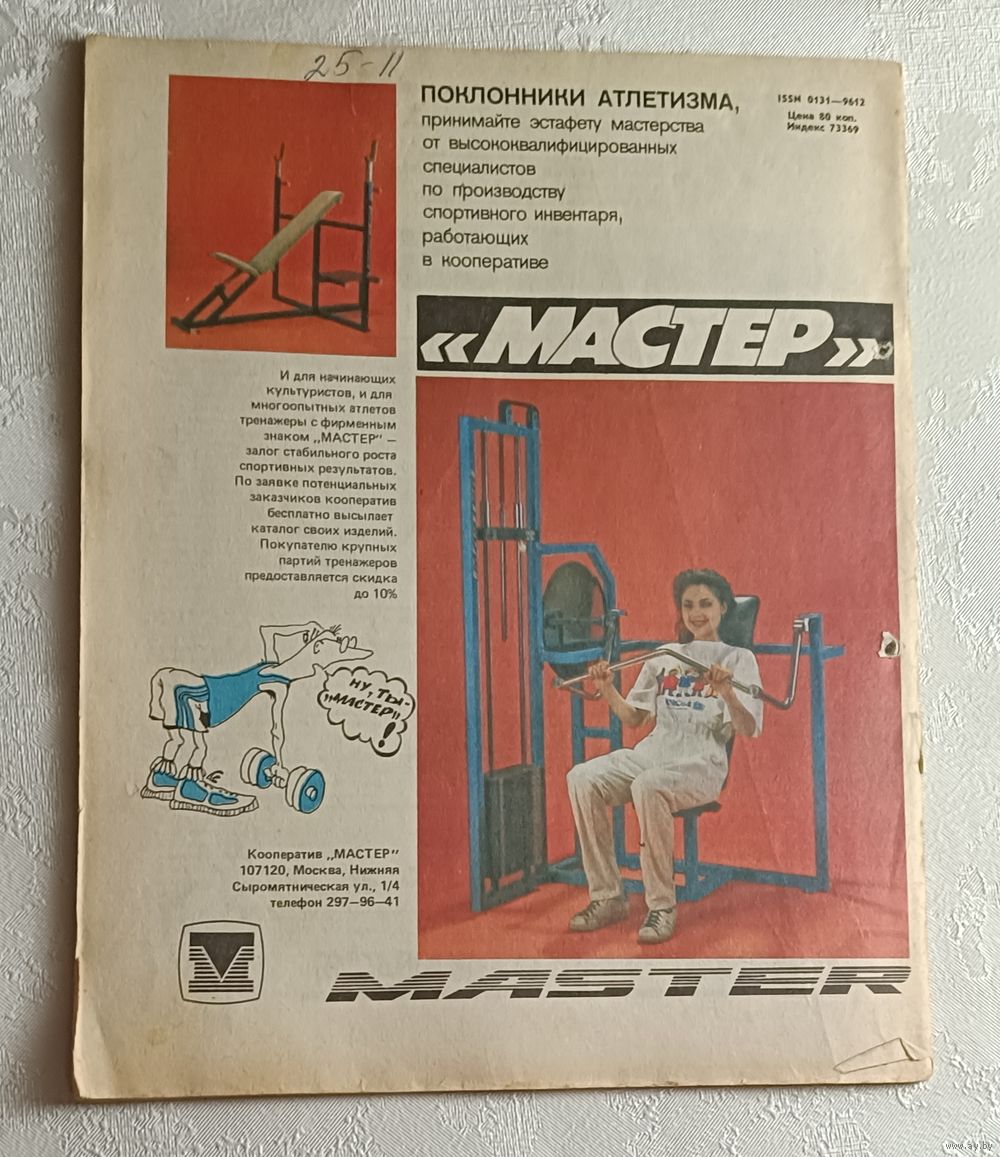 25-11
ПОКЛОННИКИ АТЛЕТИЗМА,
принимайте эстафету мастерства
от высококвалифицированных
специалистов
по производству
спортивного инвентаря,
работающих
в кооперативе
ISSN 0131—9612
Цена 80 коп.
Индекс 73369
«МАСТЕР»
И для начинающих
культуристов, и для
многоопытных атлетов
тренажеры с фирменным
знаком „МАСТЕР" —
залог стабильного роста
спортивных результатов.
По заявке потенциальных
заказчиков кооператив
бесплатно высылает
каталог своих изделий.
Покупателю крупных
партий тренажеров
предоставляется скидка
до 10%
НУ, ТЫ-
„МАСТЕР"
!
Кооператив „МАСТЕР"
107120, Москва, Нижняя
Сыромятническая ул., 1/4
телефон 297—96—41
MASTER
www.ay.by